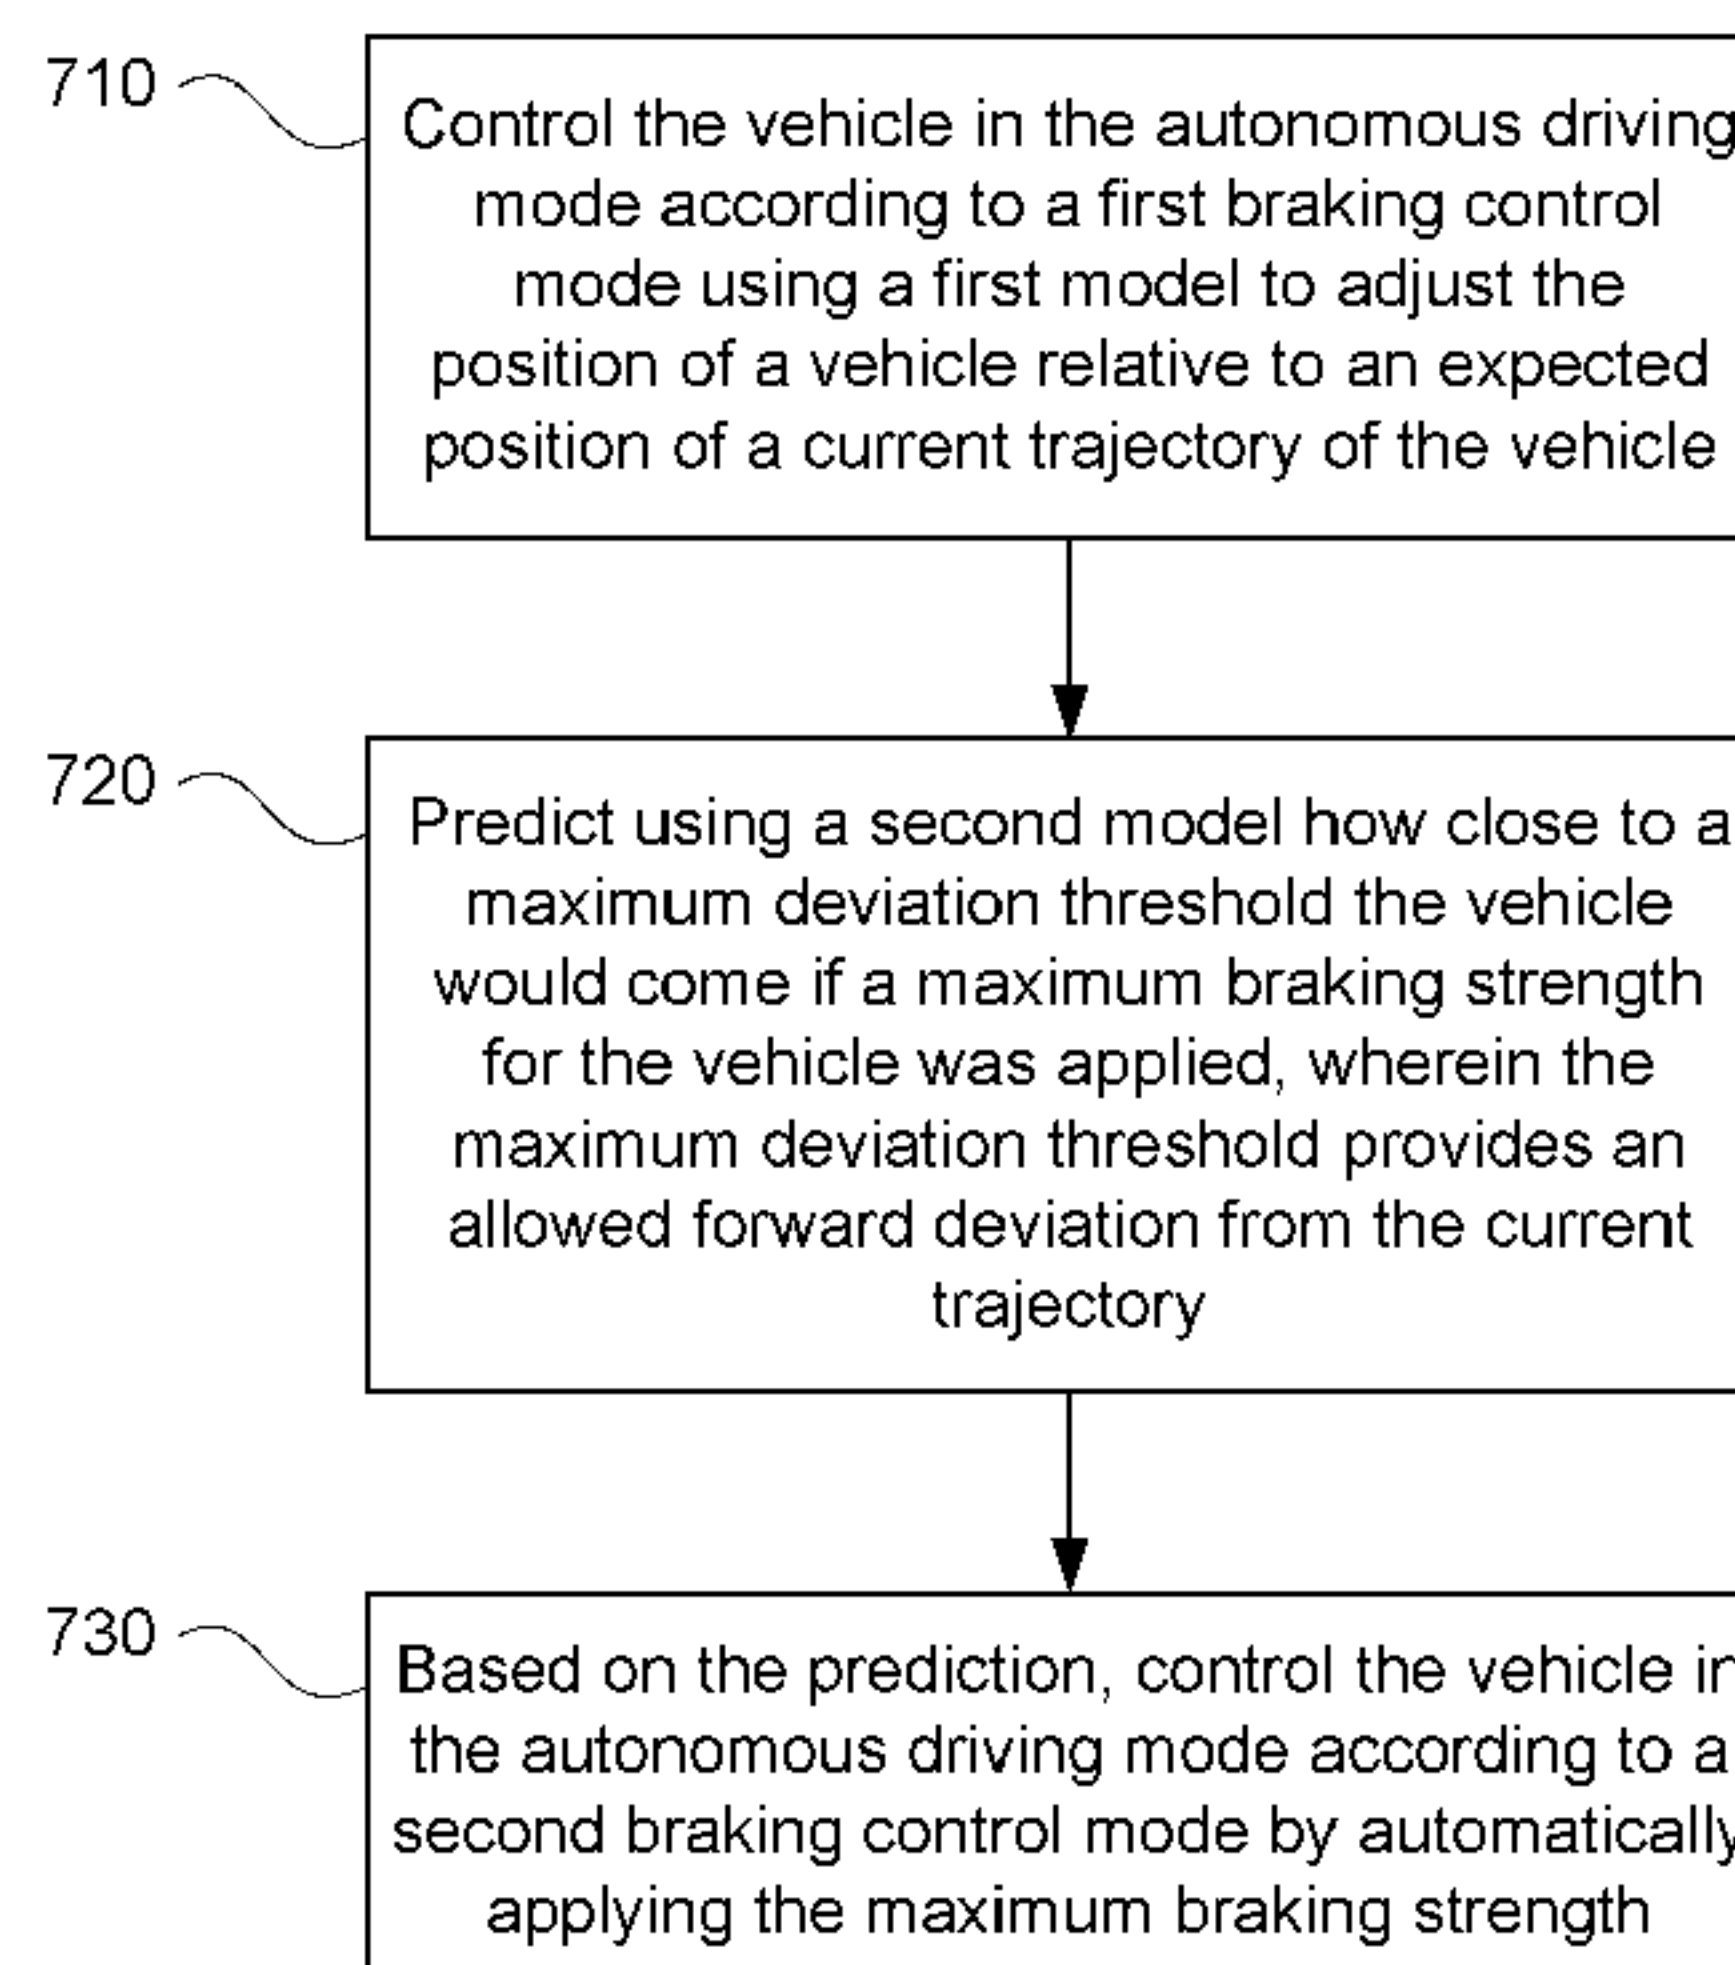 710
Control the vehicle in the autonomous driving
mode according to a first braking control
mode using a first model to adjust the
position of a vehicle relative to an expected
position of a current trajectory of the vehicle
720
Predict using a second model how close to a
maximum deviation threshold the vehicle
would come if a maximum braking strength
for the vehicle was applied, wherein the
maximum deviation threshold provides an
allowed forward deviation from the current
trajectory
730
Based on the prediction, control the vehicle in
the autonomous driving mode according to a
second braking control mode by automatically
applying the maximum braking strength